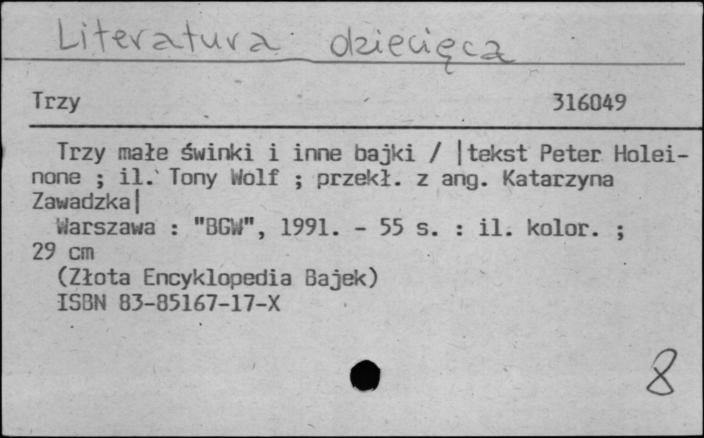 Literatura dziecięca
Trzy 316049
Trzy małe świnki i inne bajki / |tekst Peter Holei-
none ; il. Tony Wolf ; przekł. z ang. Katarzyna
Zawadzka|
Warszawa : "BGW", 1991. - 55 s. : il. kolor. ;
29 cm
(Złota Encyklopedia Bajek)
ISBN 83-85167-17-X
8